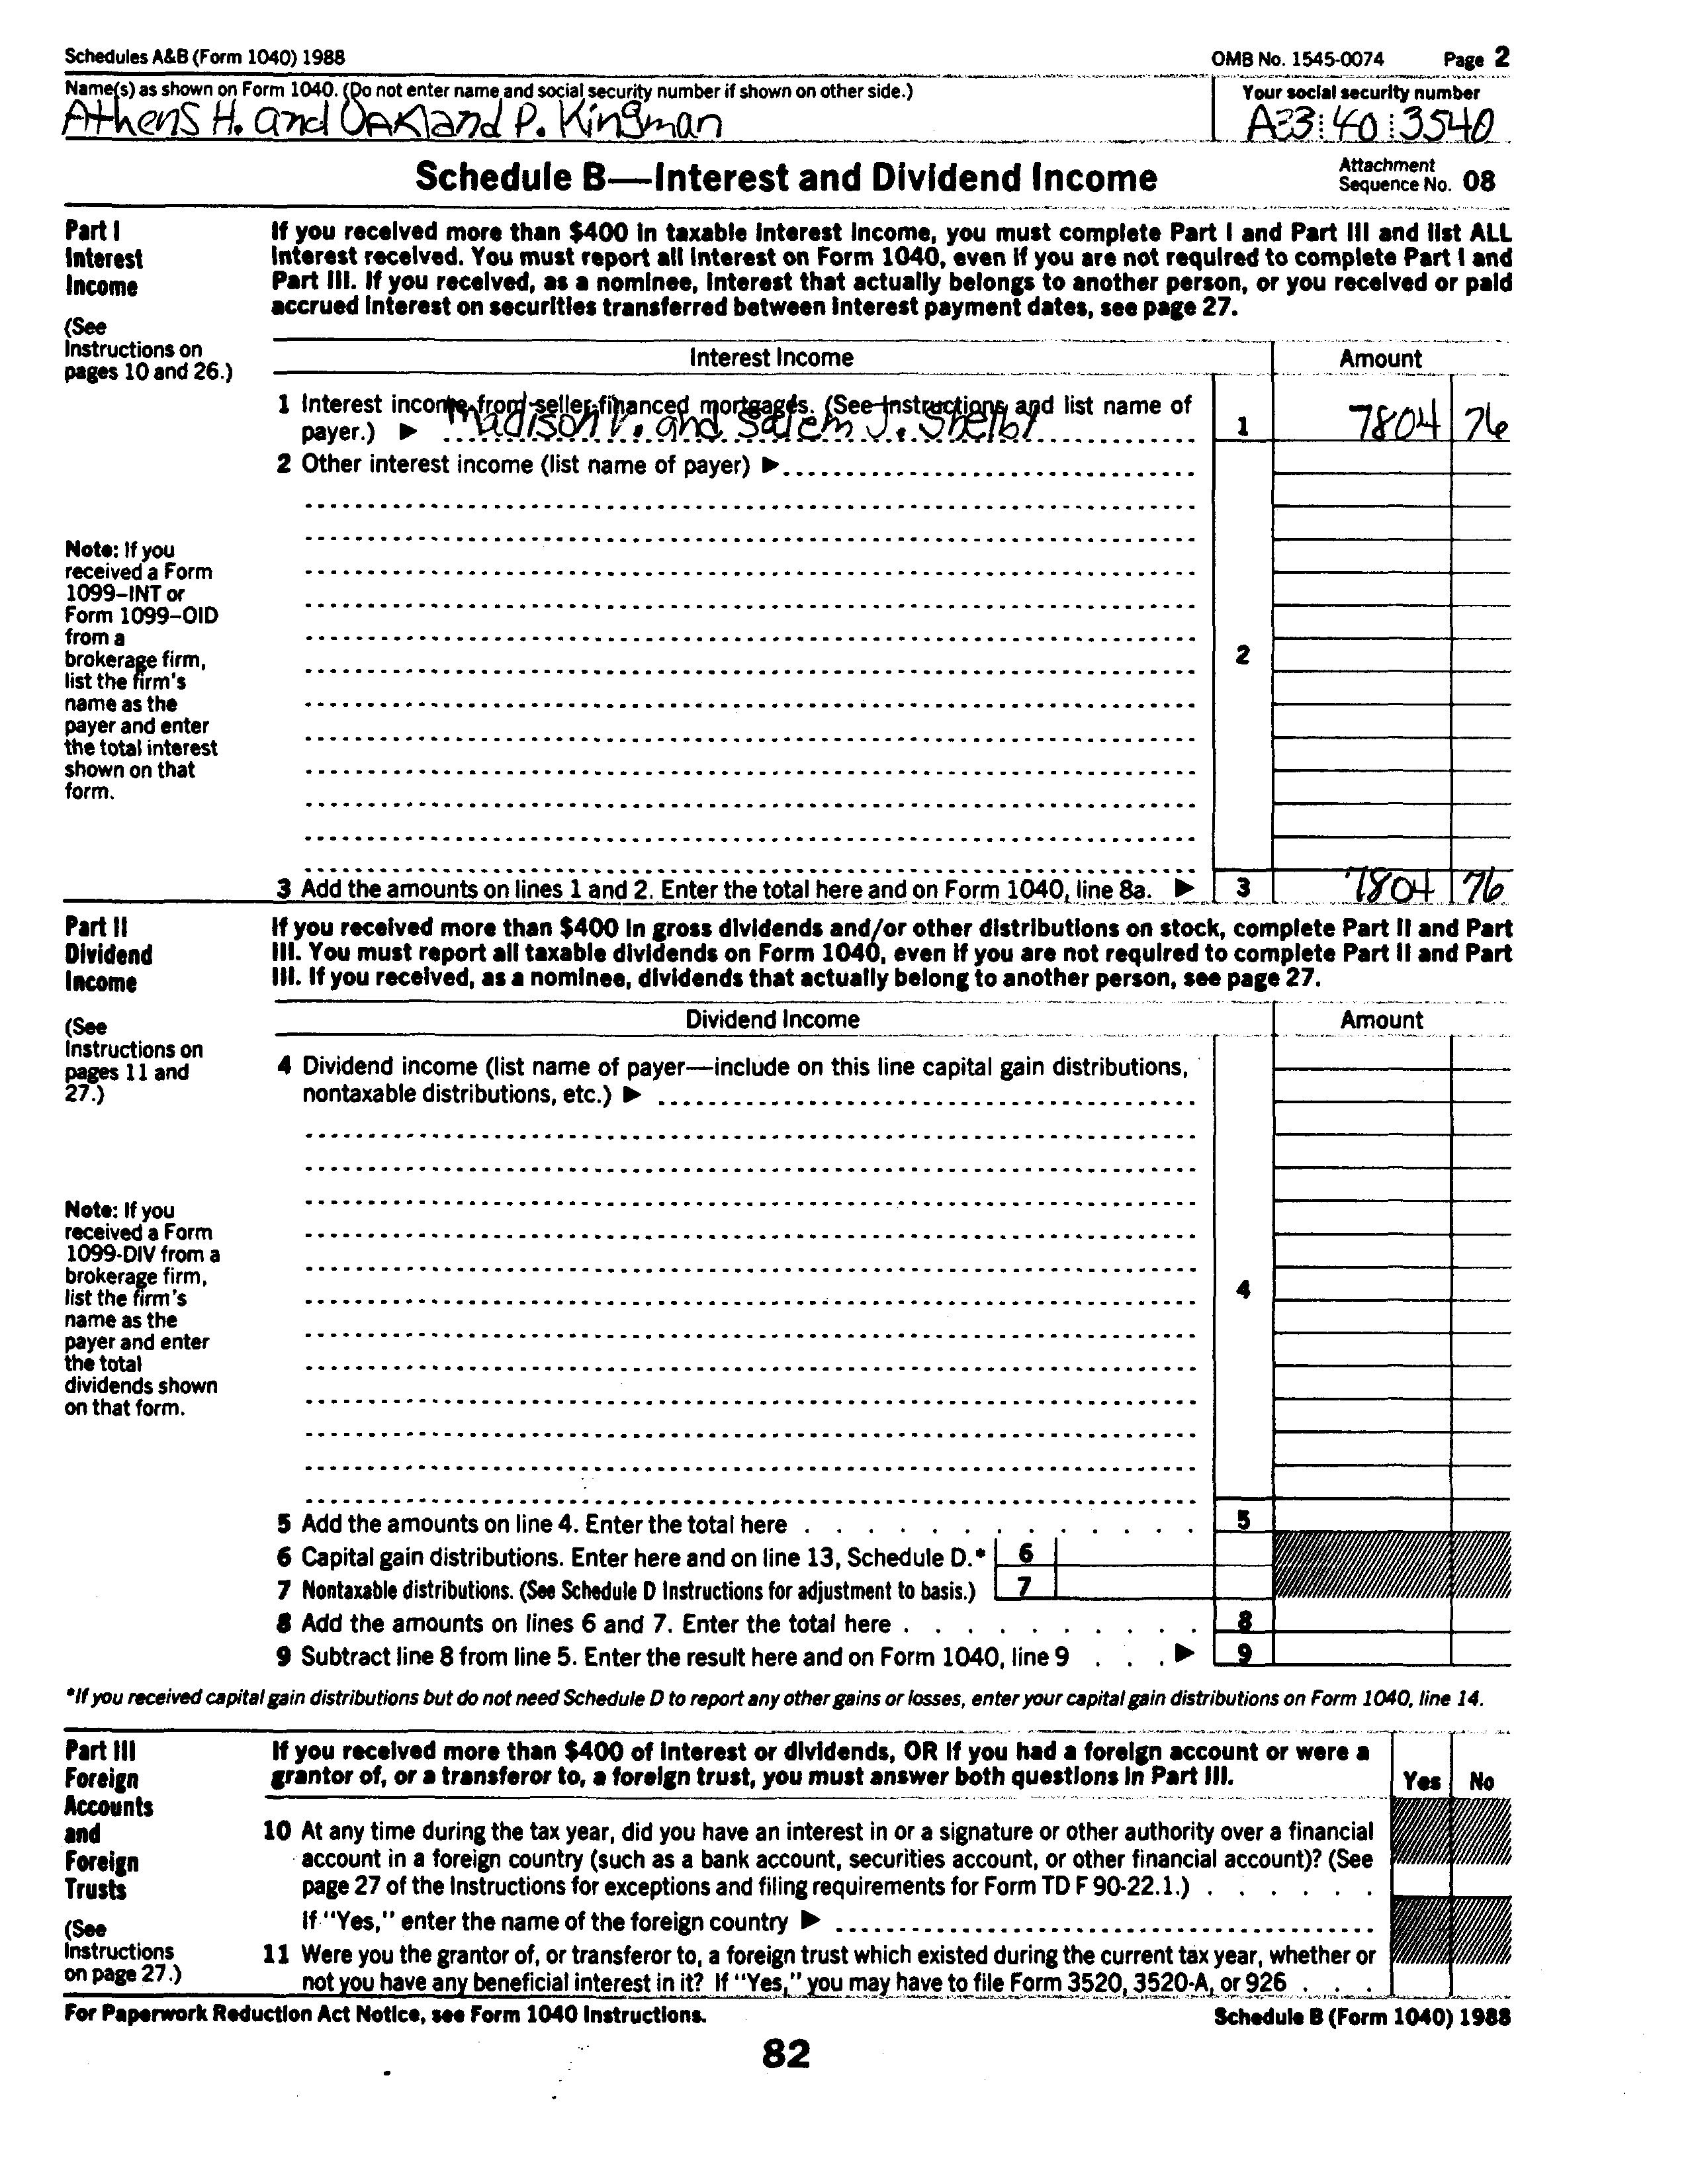 Schedules A&B (Form 1040) 1988 OMB No. 1545-0074 Page 2
Name(s) as shown on Form 1040. (Do not enter name and social security number if shown on other side.) Your social security number
Athens H. and Oakland P. Kingman A33:40:3540
Schedule B—Interest and Dividend Income Attachment
Sequence No. 08
Part I
Interest
Income
(See
Instructions on
pages 10 and 26.)
If you received more than $400 in taxable interest income, you must complete Part I and Part III and list ALL
interest received. You must report all interest on Form 1040, even if you are not required to complete Part I and
Part III. If you received, as a nominee, interest that actually belongs to another person, or you received or paid
accrued interest on securities transferred between interest payment dates, see page 27.
Interest Income Amount
1 Interest income from seller-financed mortgages. (See Instructions and list name of
payer.) ▶ Madison V. and Salem J. Shelby 1 7804 76
2 Other interest income (list name of payer) ▶
Note: If you
received a Form
1099–INT or
Form 1099–OID
from a
brokerage firm,
list the firm's
name as the
payer and enter
the total interest
shown on that
form.
2
3 Add the amounts on lines 1 and 2. Enter the total here and on Form 1040, line 8a. ▶ 3 7804 76
Part II
Dividend
Income
(See
Instructions on
pages 11 and
27.)
If you received more than $400 in gross dividends and/or other distributions on stock, complete Part II and Part
III. You must report all taxable dividends on Form 1040, even if you are not required to complete Part II and Part
III. If you received, as a nominee, dividends that actually belong to another person, see page 27.
Dividend Income Amount
4 Dividend income (list name of payer—include on this line capital gain distributions,
nontaxable distributions, etc.) ▶
Note: If you
received a Form
1099-DIV from a
brokerage firm,
list the firm's
name as the
payer and enter
the total
dividends shown
on that form.
4
5 Add the amounts on line 4. Enter the total here 5
6 Capital gain distributions. Enter here and on line 13, Schedule D.* 6
7 Nontaxable distributions. (See Schedule D Instructions for adjustment to basis.) 7
8 Add the amounts on lines 6 and 7. Enter the total here 8
9 Subtract line 8 from line 5. Enter the result here and on Form 1040, line 9 ▶ 9
*If you received capital gain distributions but do not need Schedule D to report any other gains or losses, enter your capital gain distributions on Form 1040, line 14.
Part III
Foreign
Accounts
and
Foreign
Trusts
(See
Instructions
on page 27.)
If you received more than $400 of interest or dividends, OR if you had a foreign account or were a
grantor of, or a transferor to, a foreign trust, you must answer both questions in Part III. Yes No
10 At any time during the tax year, did you have an interest in or a signature or other authority over a financial
account in a foreign country (such as a bank account, securities account, or other financial account)? (See
page 27 of the Instructions for exceptions and filing requirements for Form TD F 90-22.1.)
If "Yes," enter the name of the foreign country ▶
11 Were you the grantor of, or transferor to, a foreign trust which existed during the current tax year, whether or
not you have any beneficial interest in it? If "Yes," you may have to file Form 3520, 3520-A, or 926
For Paperwork Reduction Act Notice, see Form 1040 Instructions. Schedule B (Form 1040) 1988
82